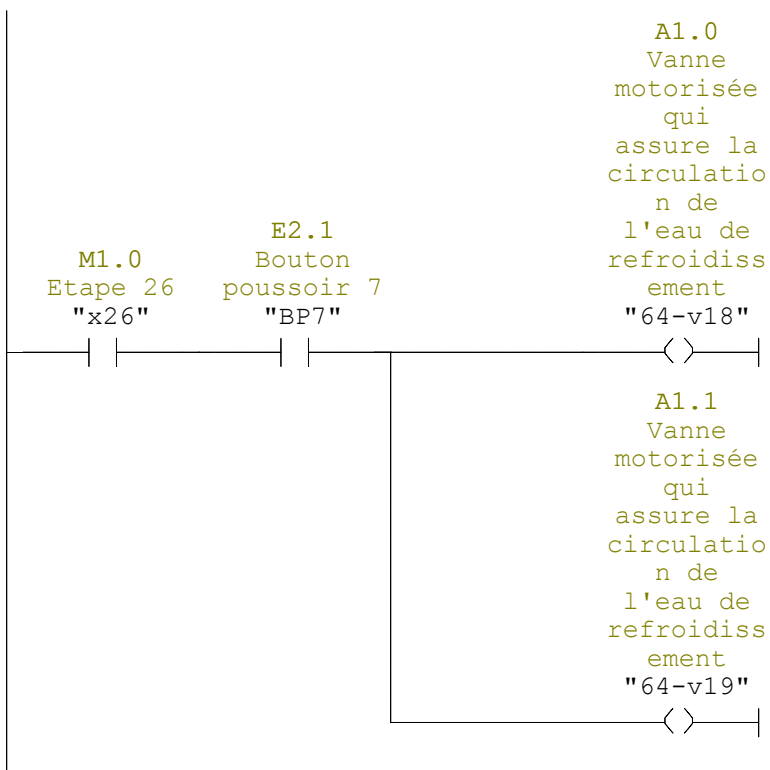 A1.0
Vanne
motorisée
qui
assure la
circulatio
n de
l'eau de
refroidiss
ement
"64-v18"
M1.0
Etape 26
"x26"
E2.1
Bouton
poussoir 7
"BP7"
A1.1
Vanne
motorisée
qui
assure la
circulatio
n de
l'eau de
refroidiss
ement
"64-v19"